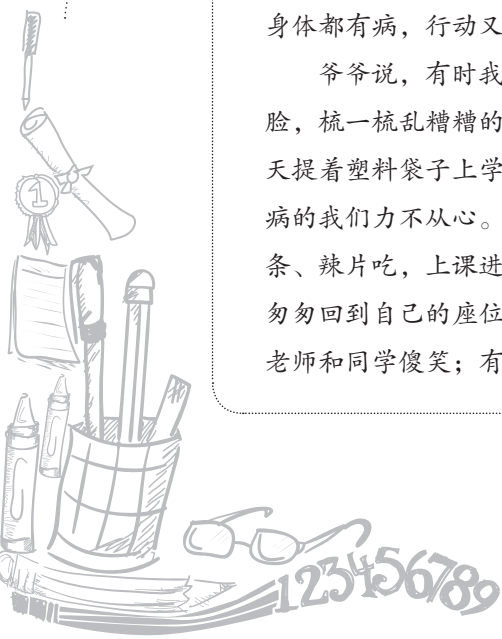 身体都有病，行动又
爷爷说，有时我
脸，梳一梳乱糟糟的
天提着塑料袋子上学
病的我们力不从心。
条、辣片吃，上课进
匆匆回到自己的座位
老师和同学傻笑；有
1
123456789